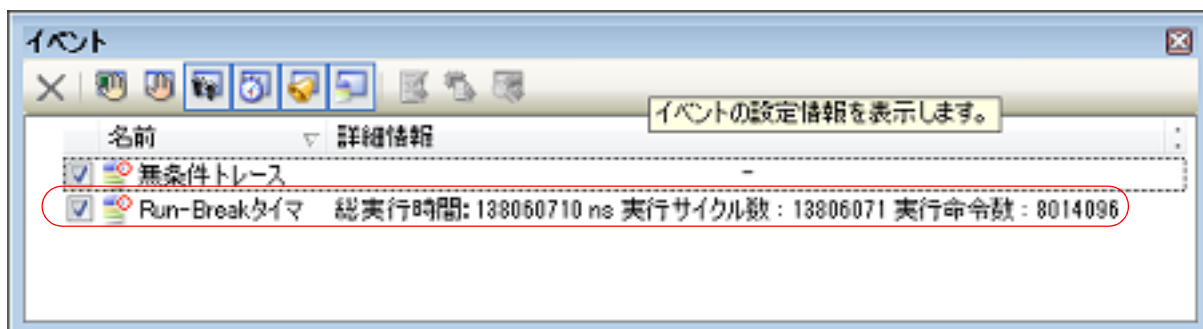 イベント
イベントの設定情報を表示します。
名前 詳細情報
無条件トレース -
Run-Breakタイマ 総実行時間: 138060710 ns 実行サイクル数 : 13806071 実行命令数 : 8014096